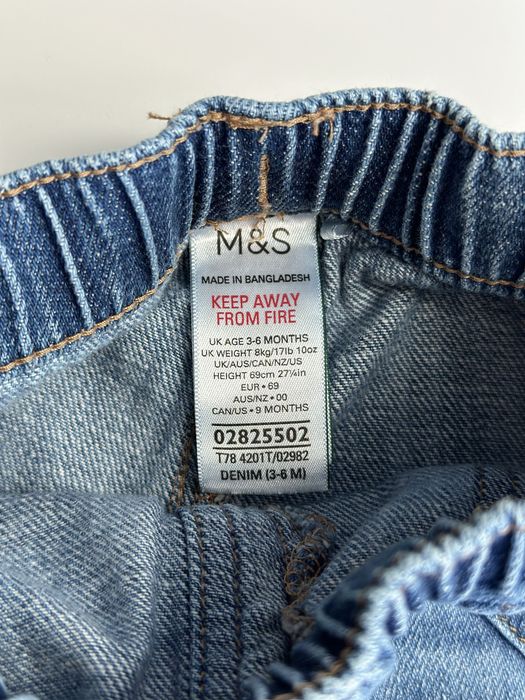 M&S
MADE IN BANGLADESH
KEEP AWAY
FROM FIRE
UK AGE 3-6 MONTHS
UK WEIGHT 8kg/17lb 10oz
UK/AUS/CAN/NZ/US
HEIGHT 69cm 27¼in
EUR • 69
AUS/NZ • 00
CAN/US • 9 MONTHS
02825502
T78 4201T/02982
DENIM (3-6 M)